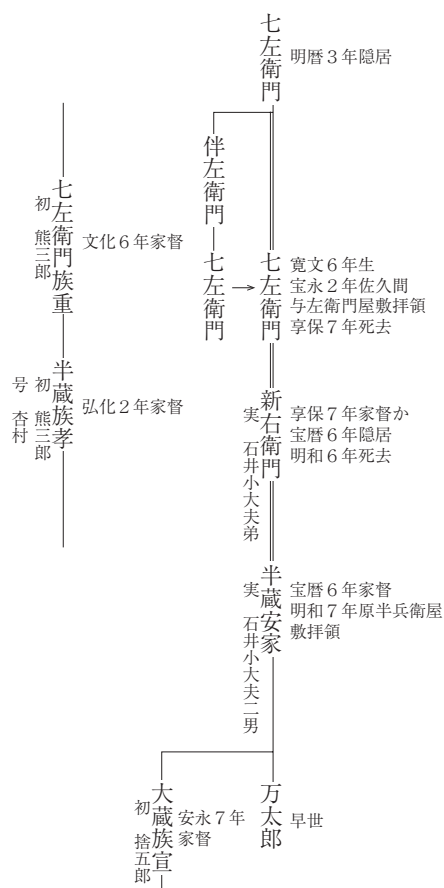 七左衛門
明暦３年隠居
伴左衛門
七左衛門
七左衛門
寛文６年生
宝永２年佐久間
与左衛門屋敷拝領
享保７年死去
新右衛門
実　石井小大夫弟
享保７年家督か
宝暦６年隠居
明和６年死去
半蔵安家
実　石井小大夫二男
宝暦６年家督
明和７年原半兵衛屋
敷拝領
万太郎
早世
大蔵族宣
初　捨五郎
安永７年
家督
七左衛門族重
初　熊三郎
文化６年家督
半蔵族孝
初　熊三郎
号　杏村
弘化２年家督